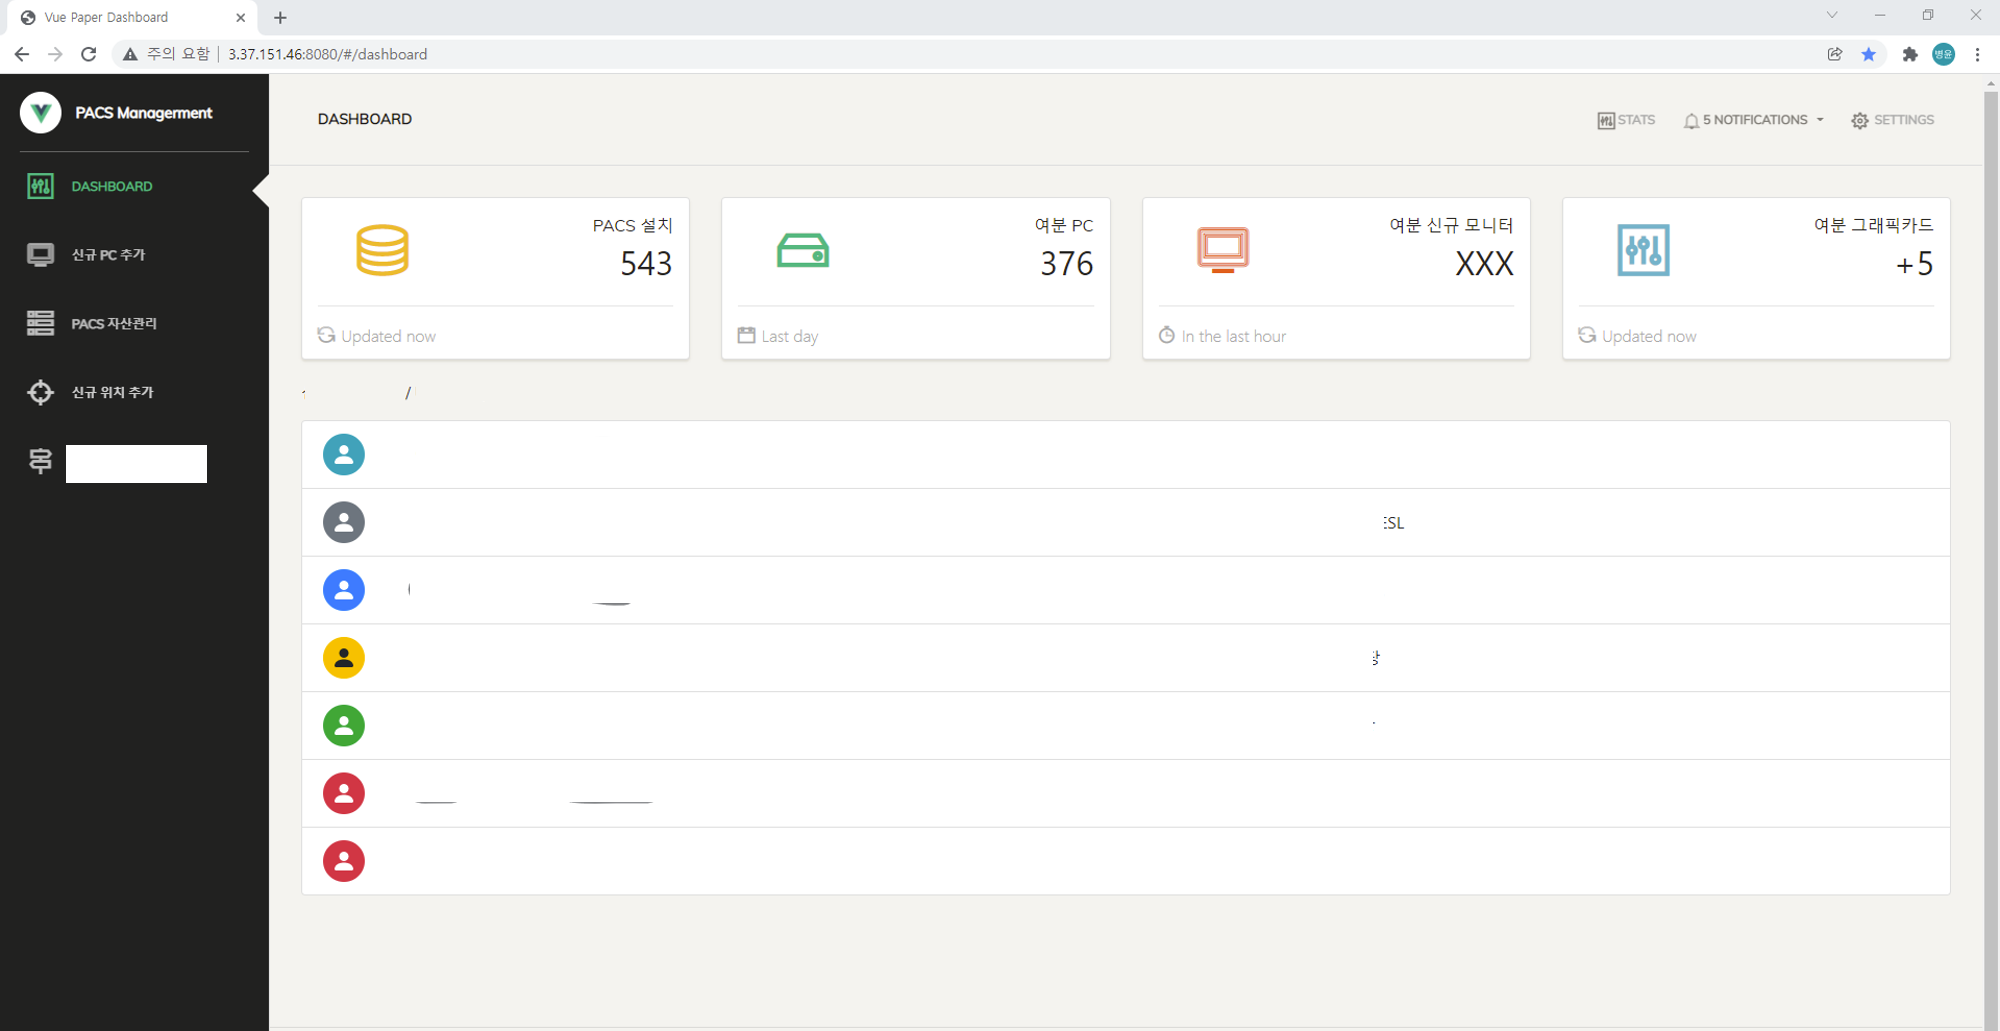 Vue Paper Dashboard
주의 요함 3.37.151.46:8080/#/dashboard
병윤
PACS Managerment
DASHBOARD
STATS
5 NOTIFICATIONS
SETTINGS
DASHBOARD
신규 PC 추가
PACS 자산관리
신규 위치 추가
PACS 설치
543
Updated now
여분 PC
376
Last day
여분 신규 모니터
XXX
In the last hour
여분 그래픽카드
+5
Updated now
/
ESL